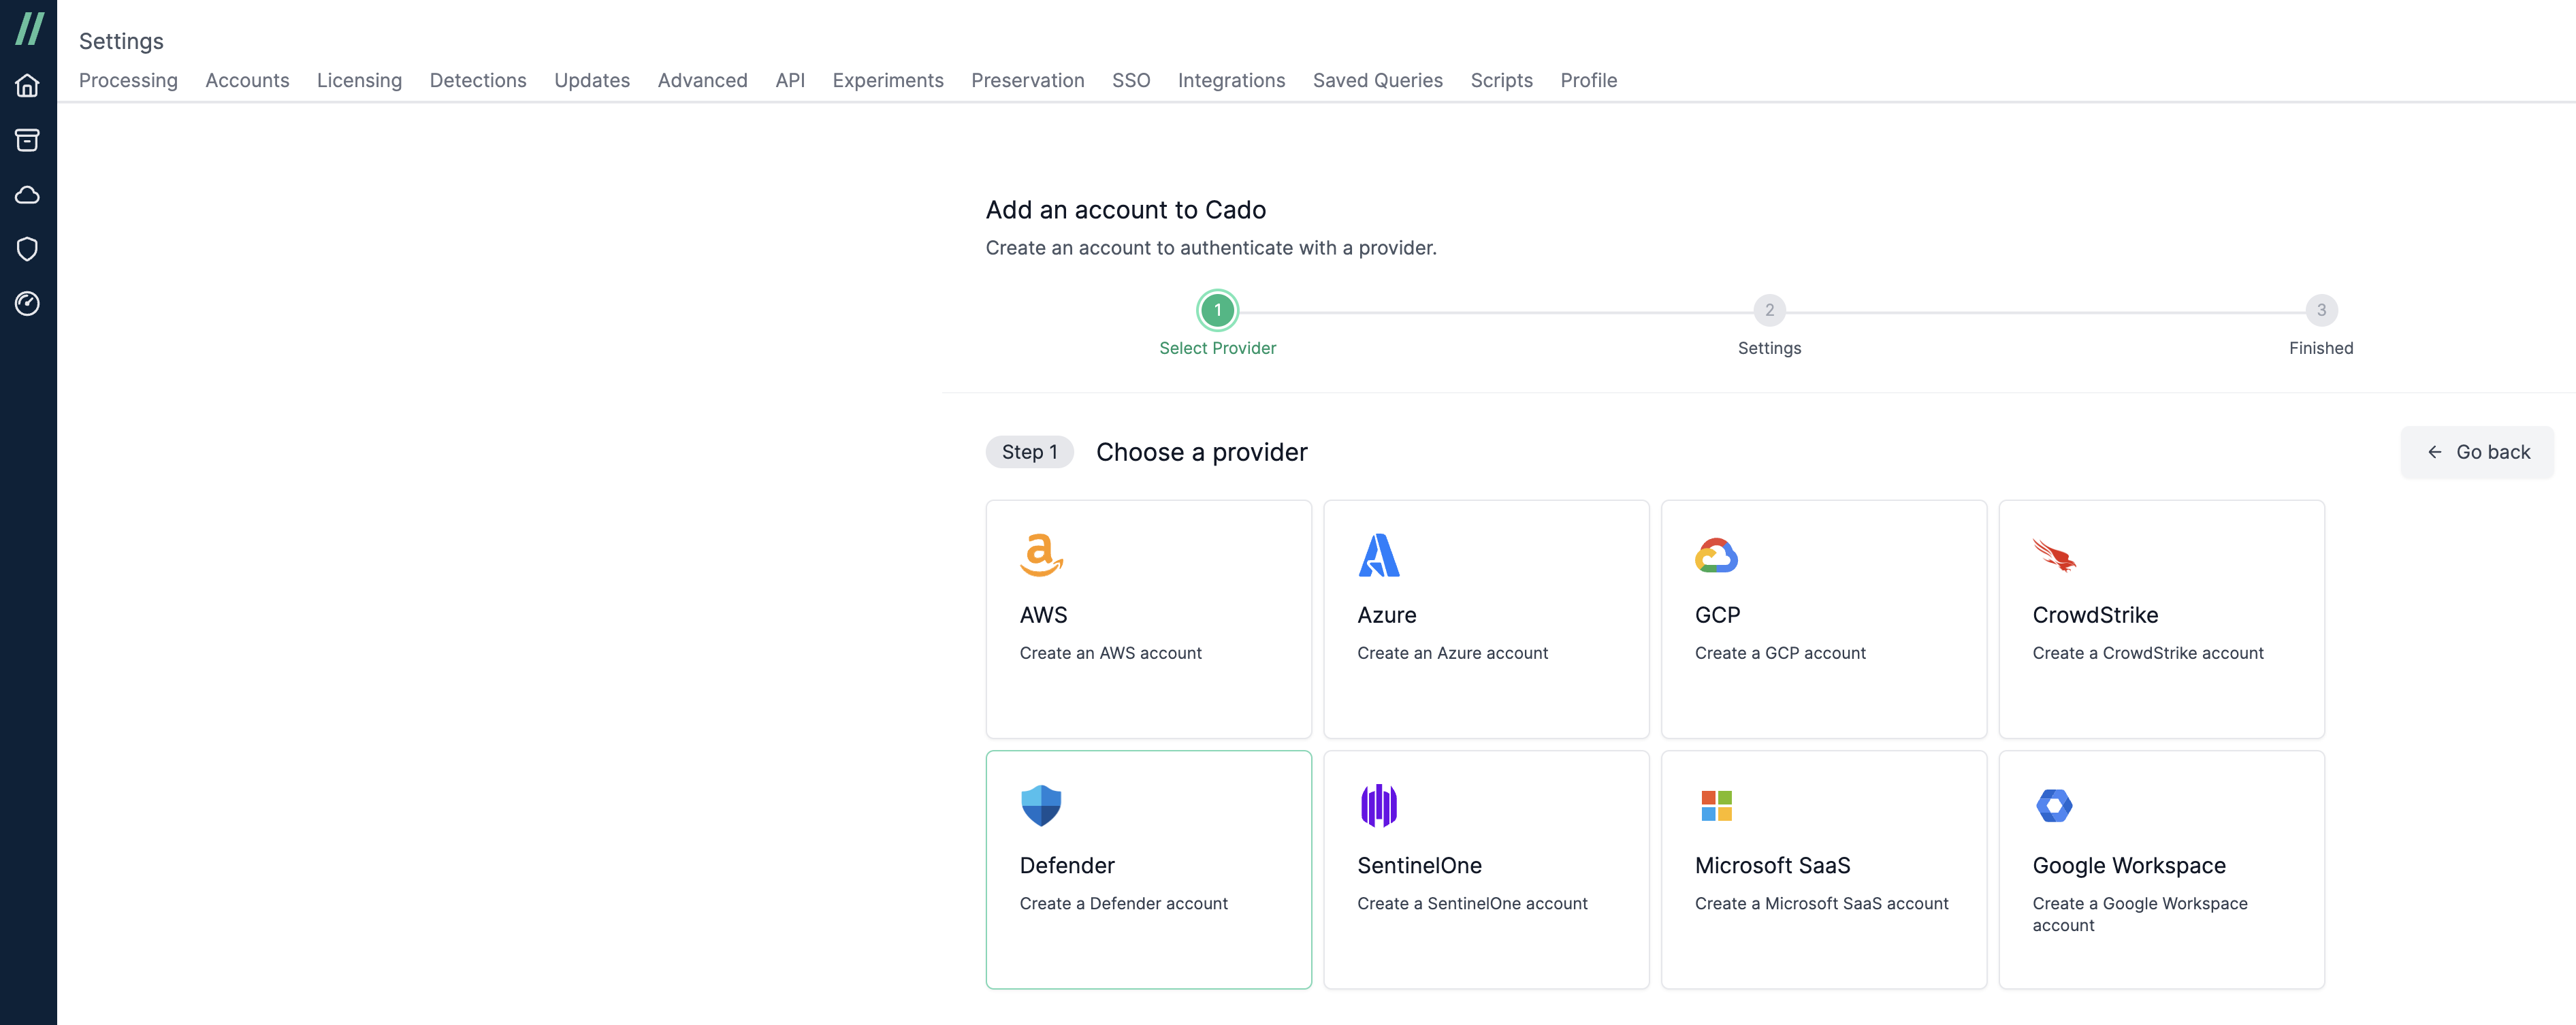 Settings
Processing Accounts Licensing Detections Updates Advanced API Experiments Preservation SSO Integrations Saved Queries Scripts Profile
Add an account to Cado
Create an account to authenticate with a provider.
1 2 3
Select Provider Settings Finished
Step 1 Choose a provider Go back
AWS
Create an AWS account
Azure
Create an Azure account
GCP
Create a GCP account
CrowdStrike
Create a CrowdStrike account
Defender
Create a Defender account
SentinelOne
Create a SentinelOne account
Microsoft SaaS
Create a Microsoft SaaS account
Google Workspace
Create a Google Workspace
account